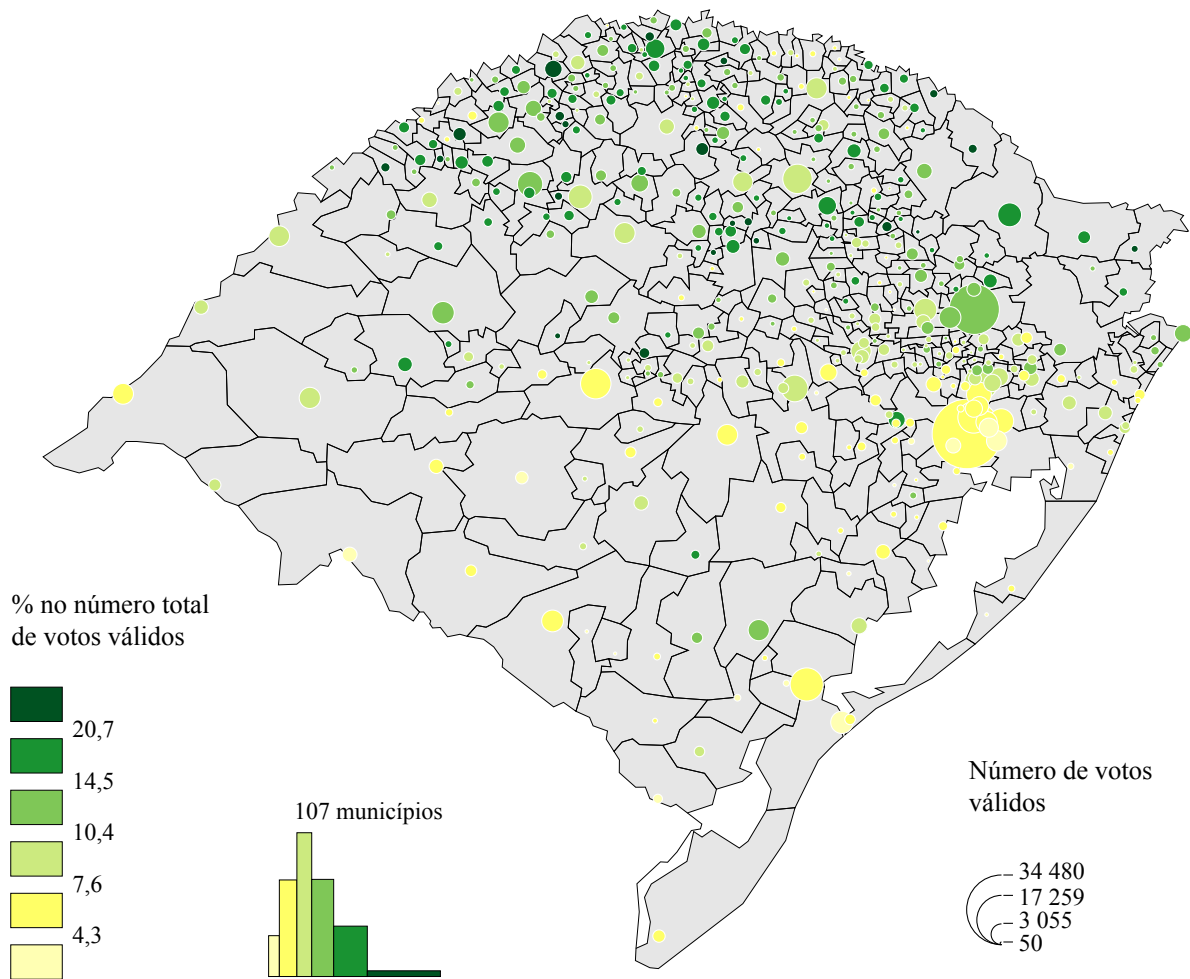 % no número total
de votos válidos
20,7
14,5
10,4
7,6
4,3
107 municípios
Número de votos
válidos
34 480
17 259
3 055
50